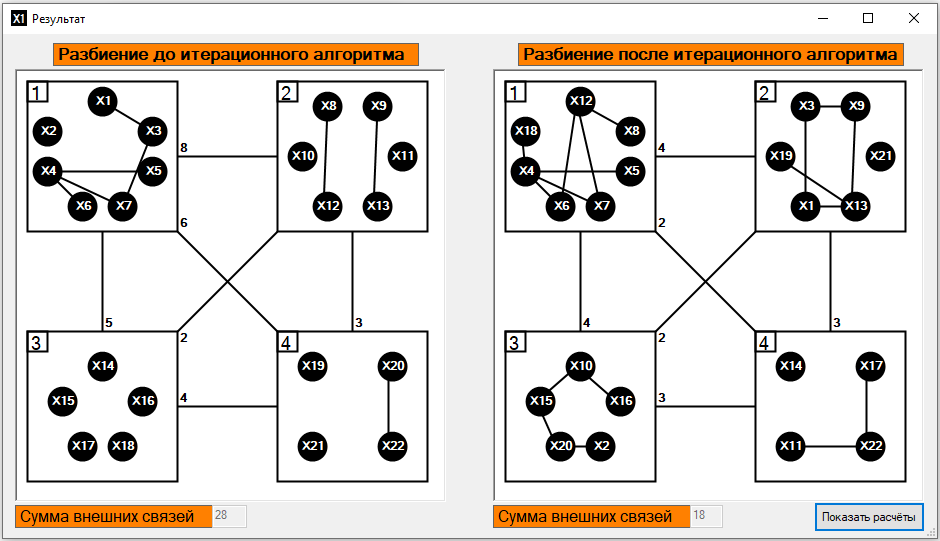 X1 Результат
Разбиение до итерационного алгоритма
1
X1
X2
X3
X4
X5
X6
X7
8
2
X8
X9
X10
X11
X12
X13
6
5
2
3
3
X14
X15
X16
X17
X18
4
4
X19
X20
X21
X22
Сумма внешних связей 28
Разбиение после итерационного алгоритма
1
X12
X18
X8
X4
X5
X6
X7
4
2
X3
X9
X19
X21
X1
X13
2
4
2
3
3
X10
X15
X16
X20
X2
3
4
X14
X17
X11
X22
Сумма внешних связей 18
Показать расчёты